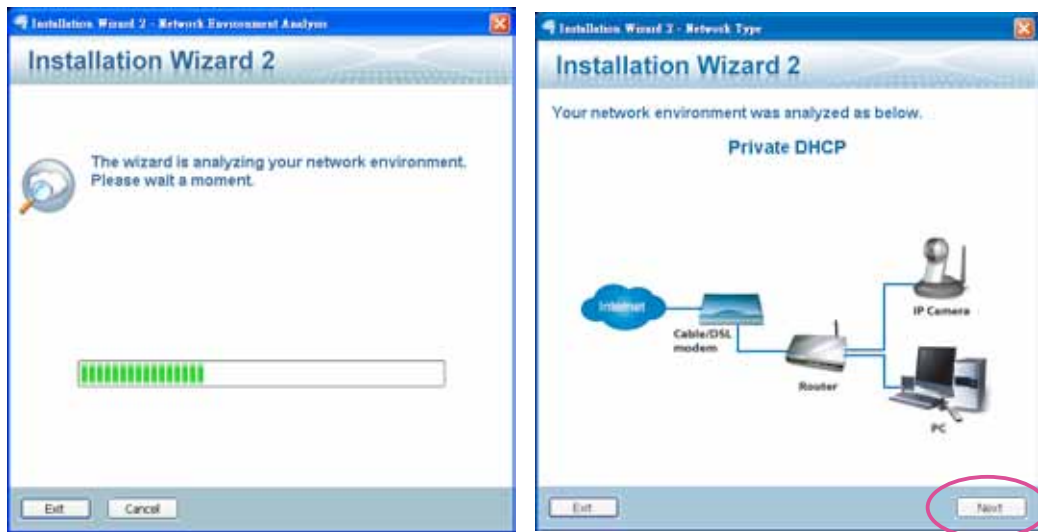 Installation Wizard 2 - Network Environment Analysis
Installation Wizard 2
The wizard is analyzing your network environment.
Please wait a moment.
Exit
Cancel
Installation Wizard 2 - Network Type
Installation Wizard 2
Your network environment was analyzed as below.
Private DHCP
Internet
Cable/DSL
modem
Router
IP Camera
PC
Exit
Next